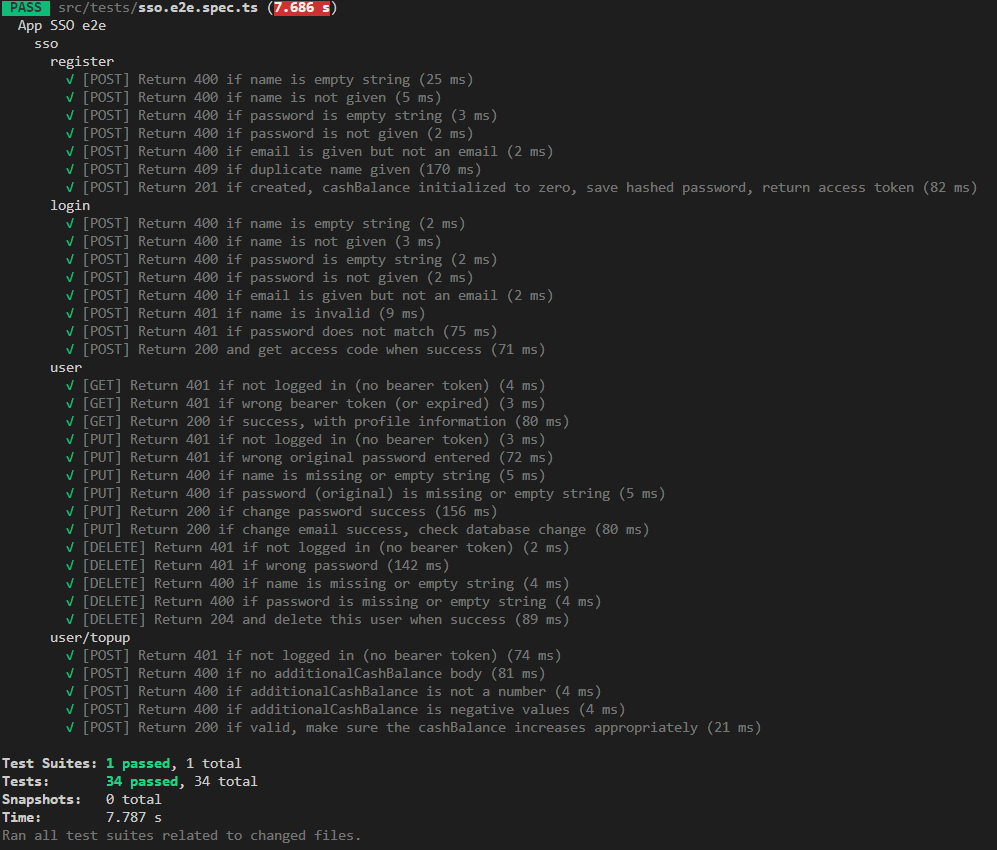 PASS src/tests/sso.e2e.spec.ts (7.686 s)
App SSO e2e
sso
register
√ [POST] Return 400 if name is empty string (25 ms)
√ [POST] Return 400 if name is not given (5 ms)
√ [POST] Return 400 if password is empty string (3 ms)
√ [POST] Return 400 if password is not given (2 ms)
√ [POST] Return 400 if email is given but not an email (2 ms)
√ [POST] Return 409 if duplicate name given (170 ms)
√ [POST] Return 201 if created, cashBalance initialized to zero, save hashed password, return access token (82 ms)
login
√ [POST] Return 400 if name is empty string (2 ms)
√ [POST] Return 400 if name is not given (3 ms)
√ [POST] Return 400 if password is empty string (2 ms)
√ [POST] Return 400 if password is not given (2 ms)
√ [POST] Return 400 if email is given but not an email (2 ms)
√ [POST] Return 401 if name is invalid (9 ms)
√ [POST] Return 401 if password does not match (75 ms)
√ [POST] Return 200 and get access code when success (71 ms)
user
√ [GET] Return 401 if not logged in (no bearer token) (4 ms)
√ [GET] Return 401 if wrong bearer token (or expired) (3 ms)
√ [GET] Return 200 if success, with profile information (80 ms)
√ [PUT] Return 401 if not logged in (no bearer token) (3 ms)
√ [PUT] Return 401 if wrong original password entered (72 ms)
√ [PUT] Return 400 if name is missing or empty string (5 ms)
√ [PUT] Return 400 if password (original) is missing or empty string (5 ms)
√ [PUT] Return 200 if change password success (156 ms)
√ [PUT] Return 200 if change email success, check database change (80 ms)
√ [DELETE] Return 401 if not logged in (no bearer token) (2 ms)
√ [DELETE] Return 401 if wrong password (142 ms)
√ [DELETE] Return 400 if name is missing or empty string (4 ms)
√ [DELETE] Return 400 if password is missing or empty string (4 ms)
√ [DELETE] Return 204 and delete this user when success (89 ms)
user/topup
√ [POST] Return 401 if not logged in (no bearer token) (74 ms)
√ [POST] Return 400 if no additionalCashBalance body (81 ms)
√ [POST] Return 400 if additionalCashBalance is not a number (4 ms)
√ [POST] Return 400 if additionalCashBalance is negative values (4 ms)
√ [POST] Return 200 if valid, make sure the cashBalance increases appropriately (21 ms)
Test Suites: 1 passed, 1 total
Tests: 34 passed, 34 total
Snapshots: 0 total
Time: 7.787 s
Ran all test suites related to changed files.